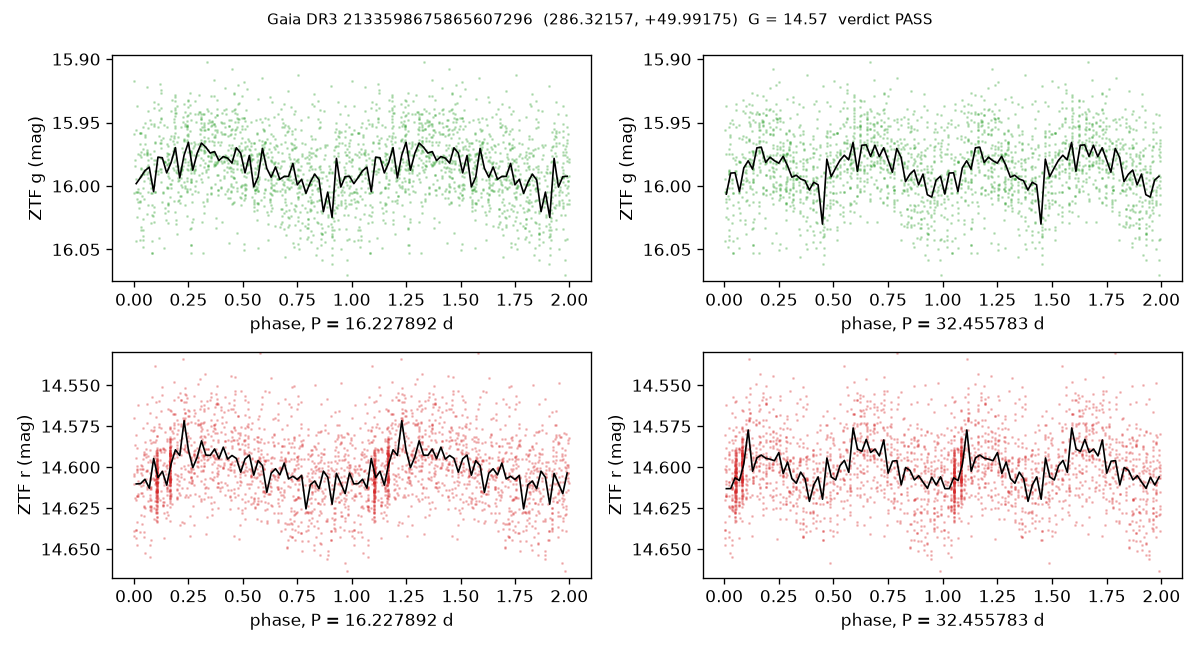 Gaia DR3 2133598675865607296 (286.32157, +49.99175) G = 14.57 verdict PASS
ZTF g (mag)
15.90
15.95
16.00
16.05
0.00 0.25 0.50 0.75 1.00 1.25 1.50 1.75 2.00
phase, P = 16.227892 d
ZTF g (mag)
15.90
15.95
16.00
16.05
0.00 0.25 0.50 0.75 1.00 1.25 1.50 1.75 2.00
phase, P = 32.455783 d
ZTF r (mag)
14.550
14.575
14.600
14.625
14.650
0.00 0.25 0.50 0.75 1.00 1.25 1.50 1.75 2.00
phase, P = 16.227892 d
ZTF r (mag)
14.550
14.575
14.600
14.625
14.650
0.00 0.25 0.50 0.75 1.00 1.25 1.50 1.75 2.00
phase, P = 32.455783 d